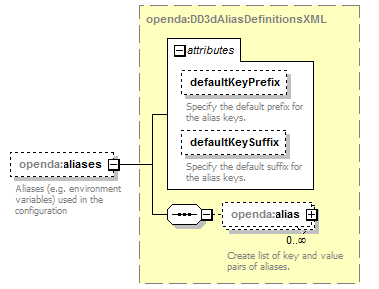 openda:DD3dAliasDefinitionsXML
attributes
defaultKeyPrefix
Specify the default prefix for
the alias keys.
defaultKeySuffix
Specify the default suffix for
the alias keys.
openda:aliases
Aliases (e.g. environment
variables) used in the
configuration
openda:alias
0..∞
Create list of key and value
pairs of aliases.